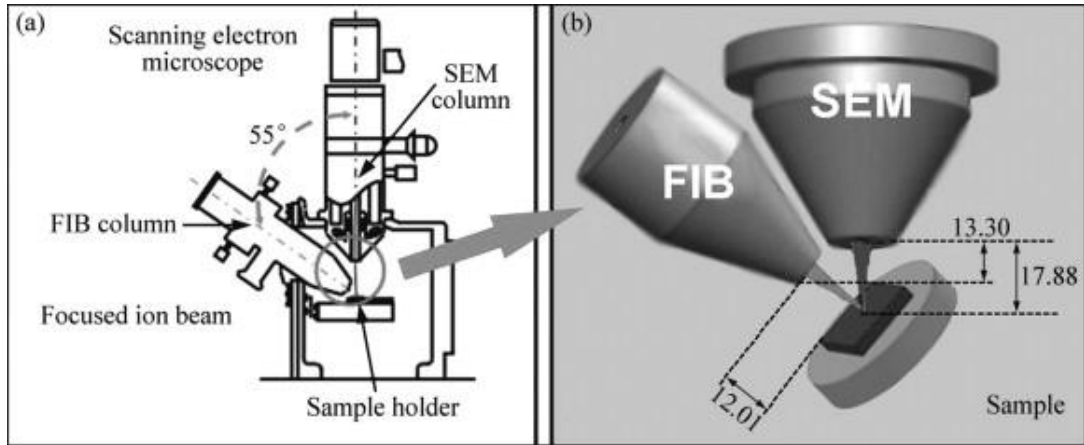 (a)
Scanning electron
microscope
SEM
column
55°
FIB column
Focused ion beam
Sample holder
(b)
SEM
FIB
13.30
17.88
12.01
Sample